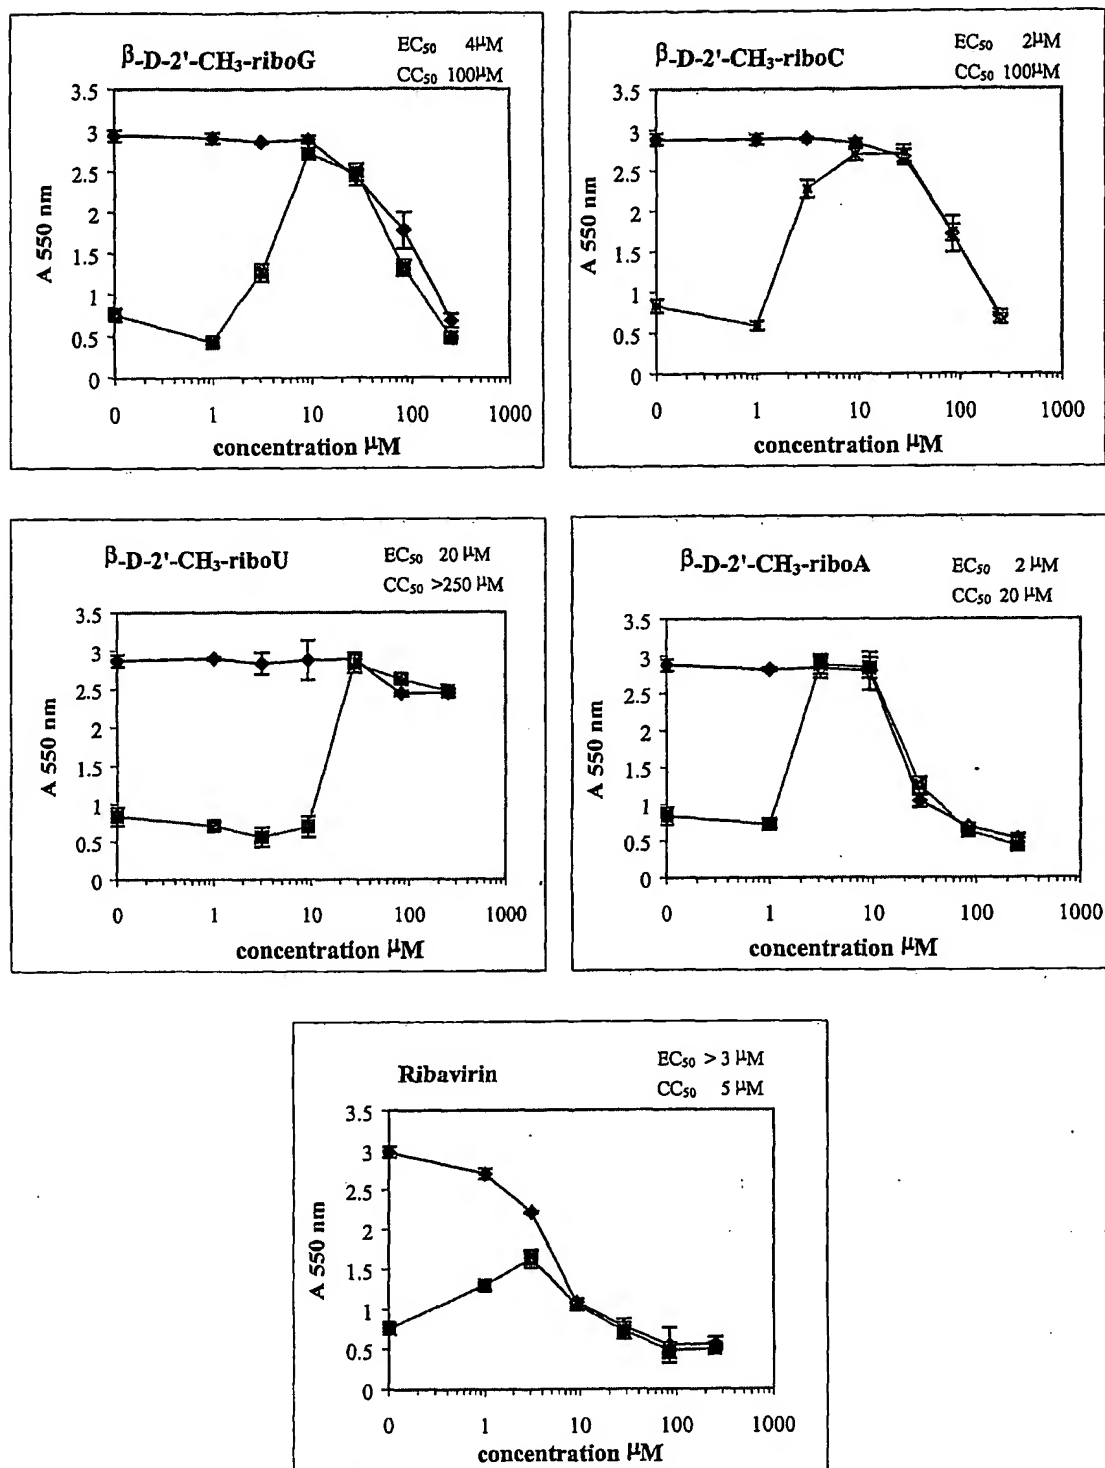 β-D-2'-CH₃-riboG
EC₅₀ 4µM
CC₅₀ 100µM
3.5
3
2.5
2
1.5
1
0.5
0
A 550 nm
0 1 10 100 1000
concentration µM
β-D-2'-CH₃-riboC
EC₅₀ 2µM
CC₅₀ 100µM
3.5
3
2.5
2
1.5
1
0.5
0
A 550 nm
0 1 10 100 1000
concentration µM
β-D-2'-CH₃-riboU
EC₅₀ 20 µM
CC₅₀ >250 µM
3.5
3
2.5
2
1.5
1
0.5
0
A 550 nm
0 1 10 100 1000
concentration µM
β-D-2'-CH₃-riboA
EC₅₀ 2 µM
CC₅₀ 20 µM
3.5
3
2.5
2
1.5
1
0.5
0
A 550 nm
0 1 10 100 1000
concentration µM
Ribavirin
EC₅₀ > 3 µM
CC₅₀ 5 µM
3.5
3
2.5
2
1.5
1
0.5
0
A 550 nm
0 1 10 100 1000
concentration µM